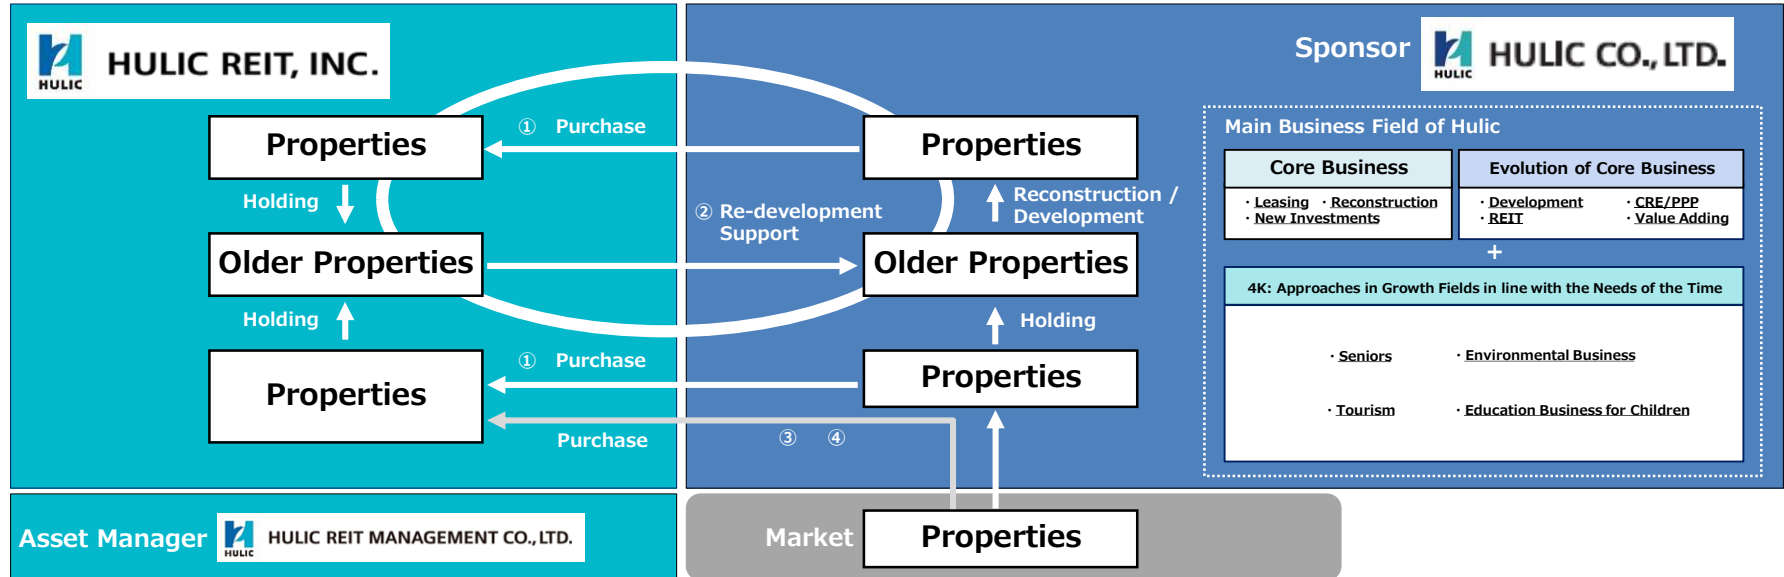 HULIC
HULIC REIT, INC.
Properties
① Purchase
Holding
Older Properties
Holding
① Purchase
Properties
Purchase
③ ④
② Re-development
Support
Properties
Reconstruction /
Development
Older Properties
Holding
Properties
Sponsor
HULIC
HULIC CO., LTD.
Main Business Field of Hulic
Core Business
・Leasing ・Reconstruction
・New Investments
Evolution of Core Business
・Development ・CRE/PPP
・REIT ・Value Adding
+
4K: Approaches in Growth Fields in line with the Needs of the Time
・Seniors ・Environmental Business
・Tourism ・Education Business for Children
Asset Manager
HULIC
HULIC REIT MANAGEMENT CO., LTD.
Market
Properties